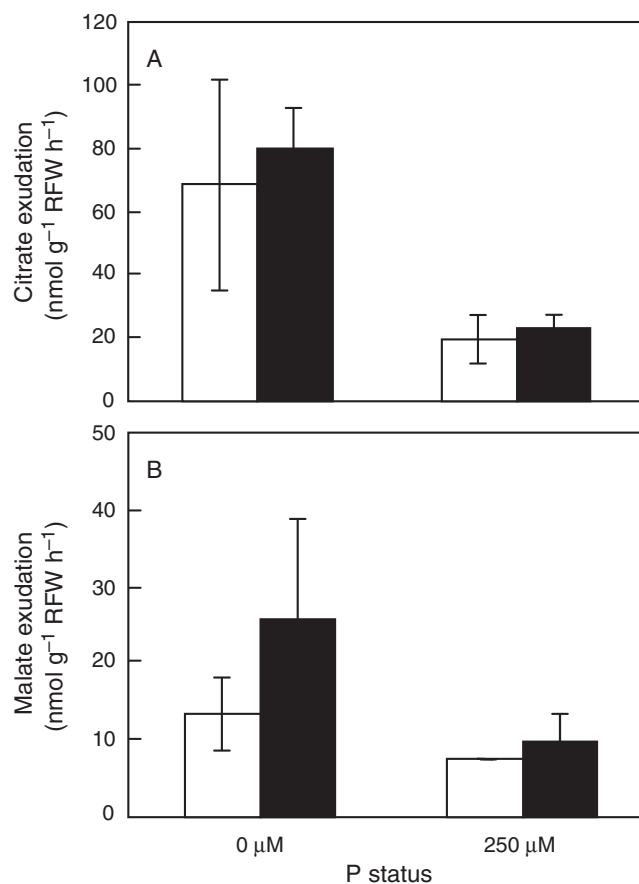 120
100
80
60
40
20
0
A
Citrate exudation
(nmol g⁻¹ RFW h⁻¹)
50
40
30
20
10
0
B
Malate exudation
(nmol g⁻¹ RFW h⁻¹)
0 μM
250 μM
P status